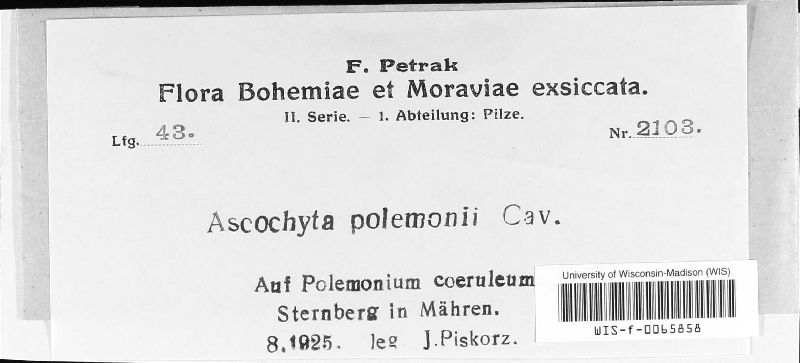 F. Petrak
Flora Bohemiae et Moraviae exsiccata.
II. Serie. — 1. Abteilung: Pilze.
Lfg. 43.
Nr. 2103.
Ascochyta polemonii Cav.
Auf Polemonium coeruleum
Sternberg in Mähren.
8.1925. leg J.Piskorz.
University of Wisconsin-Madison (WIS)
WIS-f-0065858